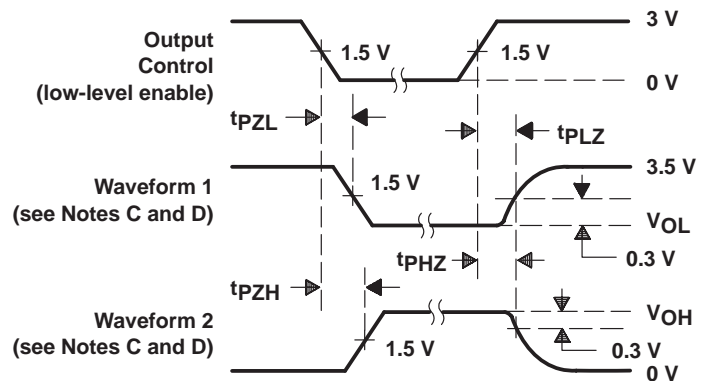 3 V
Output
Control
(low-level enable)
1.5 V
1.5 V
0 V
tPZL
tPLZ
3.5 V
Waveform 1
(see Notes C and D)
1.5 V
VOL
0.3 V
tPHZ
tPZH
VOH
Waveform 2
(see Notes C and D)
1.5 V
0.3 V
0 V